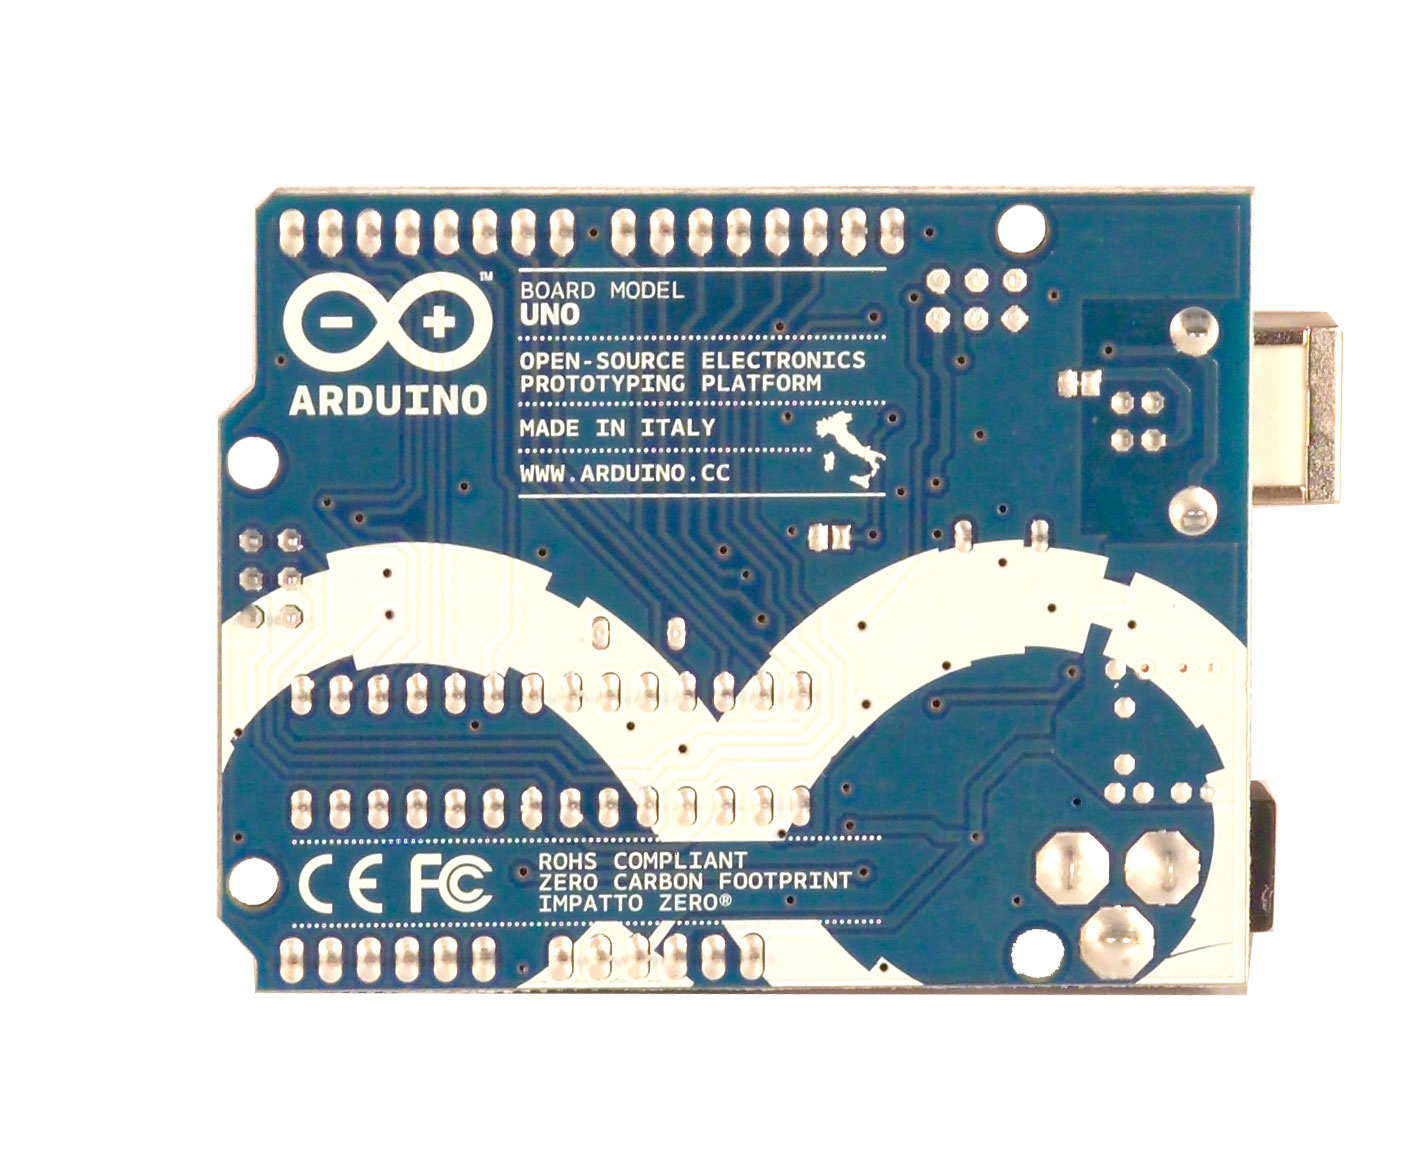 TM
ARDUINO
BOARD MODEL
UNO
OPEN-SOURCE ELECTRONICS
PROTOTYPING PLATFORM
MADE IN ITALY
WWW.ARDUINO.CC
CE FC
ROHS COMPLIANT
ZERO CARBON FOOTPRINT
IMPATTO ZERO®